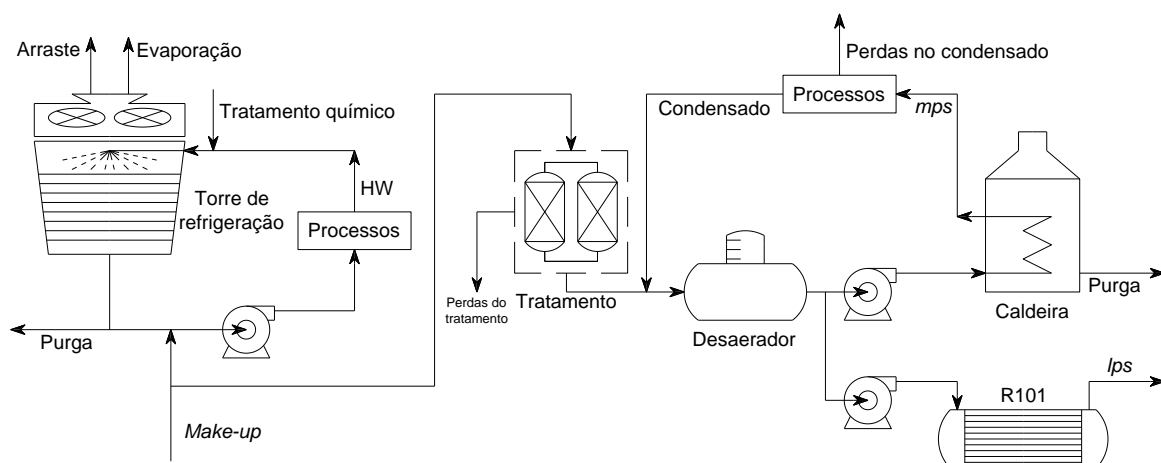 Arraste
Evaporação
Tratamento químico
HW
Torre de
refrigeração
Processos
Purga
Make-up
Perdas do
tratamento
Tratamento
Condensado
Perdas no condensado
Processos
mps
Desaerador
Caldeira
Purga
lps
R101